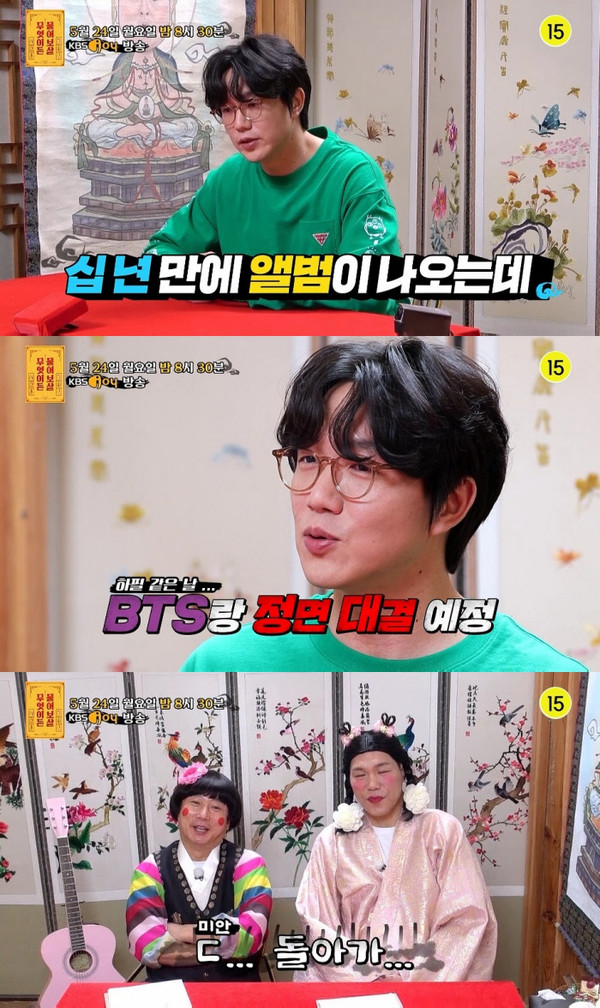 무엇이든
물어보살
5월 24일 월요일 밤 8시 30분
KBS joy 방송
15
십 년 만에 앨범이 나오는데
무엇이든
물어보살
5월 24일 월요일 밤 8시 30분
KBS joy 방송
15
하필 같은 날...
BTS랑 정면 대결 예정
무엇이든
물어보살
5월 24일 월요일 밤 8시 30분
KBS joy 방송
15
미안
ㄷ... 돌아가...